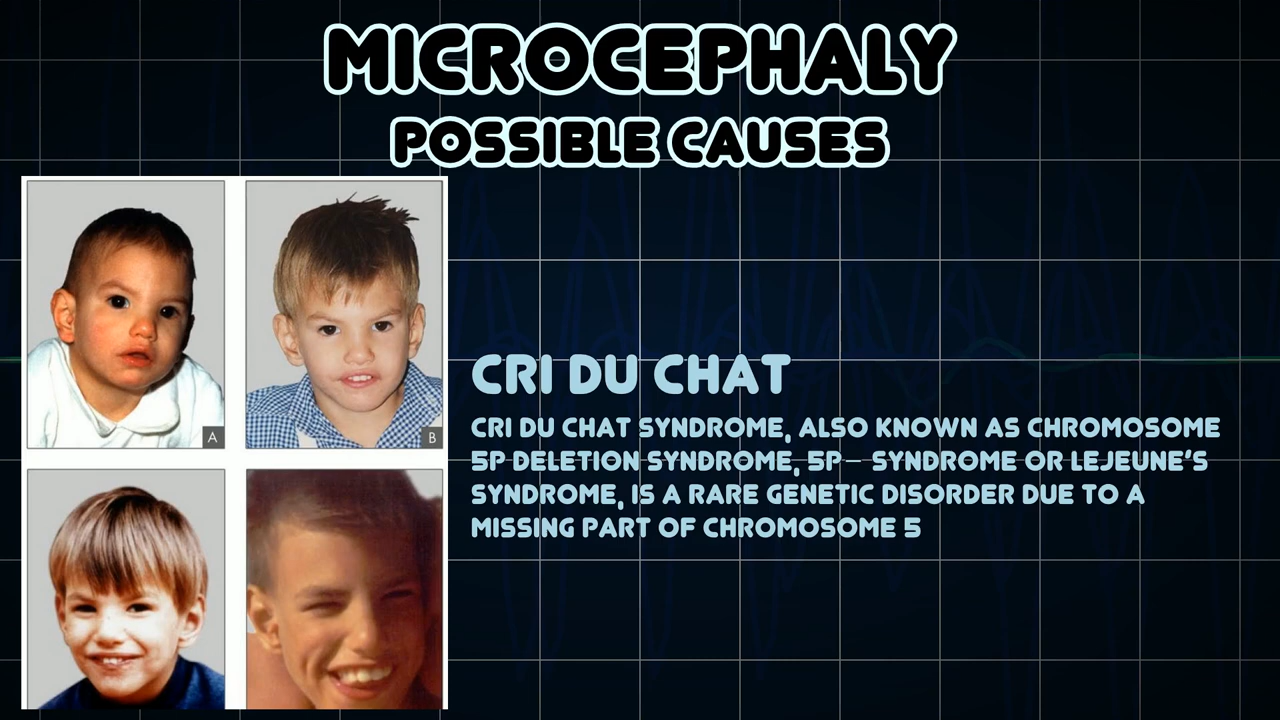 MICROCEPHALY
POSSIBLE CAUSES
A
B
CRI DU CHAT
CRI DU CHAT SYNDROME, ALSO KNOWN AS CHROMOSOME
5P DELETION SYNDROME, 5P– SYNDROME OR LEJEUNE'S
SYNDROME, IS A RARE GENETIC DISORDER DUE TO A
MISSING PART OF CHROMOSOME 5